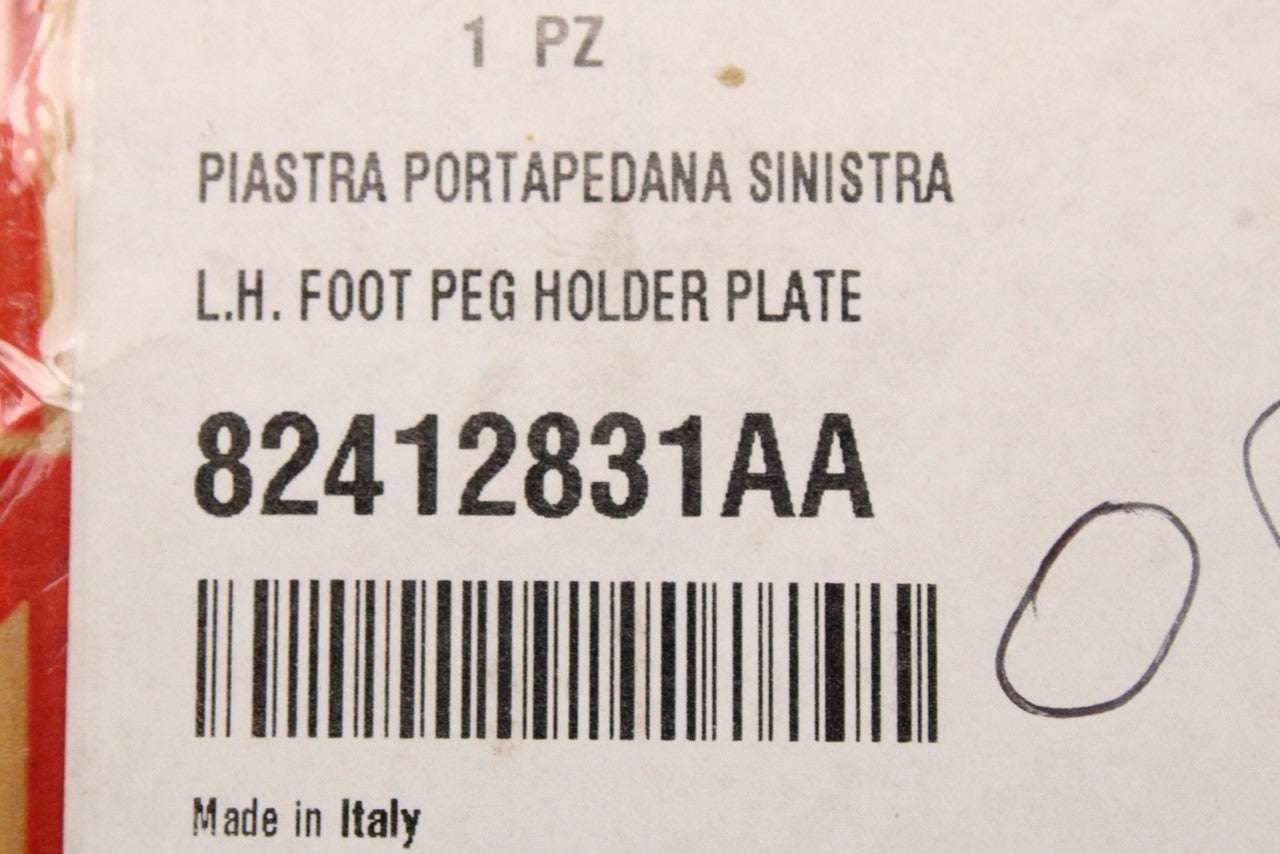 1 PZ
PIASTRA PORTAPEDANA SINISTRA
L.H. FOOT PEG HOLDER PLATE
82412831AA
Made in Italy